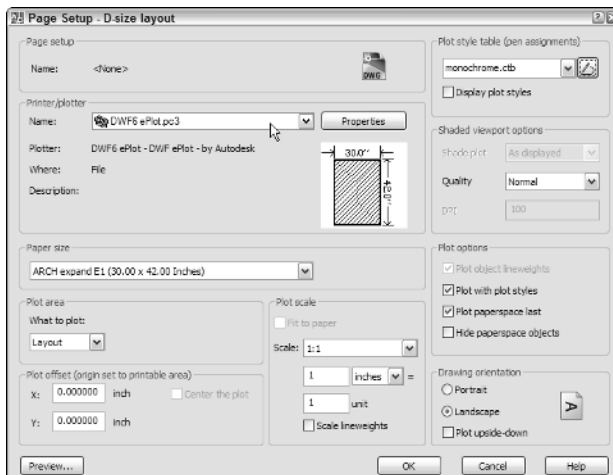 Page Setup - D-size layout
Page setup
Name: <None>
DWG
Printer/plotter
Name: DWF6 ePlot.pc3
Properties
Plotter: DWF6 ePlot - DWF ePlot - by Autodesk
Where: File
Description:
30.0''
42.0''
Paper size
ARCH expand E1 (30.00 x 42.00 Inches)
Plot area
What to plot:
Layout
Plot offset (origin set to printable area)
X: 0.000000 inch
Center the plot
Y: 0.000000 inch
Plot scale
Fit to paper
Scale: 1:1
1 inches =
1 unit
Scale lineweights
Plot style table (pen assignments)
monochrome.ctb
Display plot styles
Shaded viewport options
Shade plot As displayed
Quality Normal
DPI 100
Plot options
Plot object lineweights
Plot with plot styles
Plot paperspace last
Hide paperspace objects
Drawing orientation
Portrait
Landscape
A
Plot upside-down
Preview...
OK
Cancel
Help